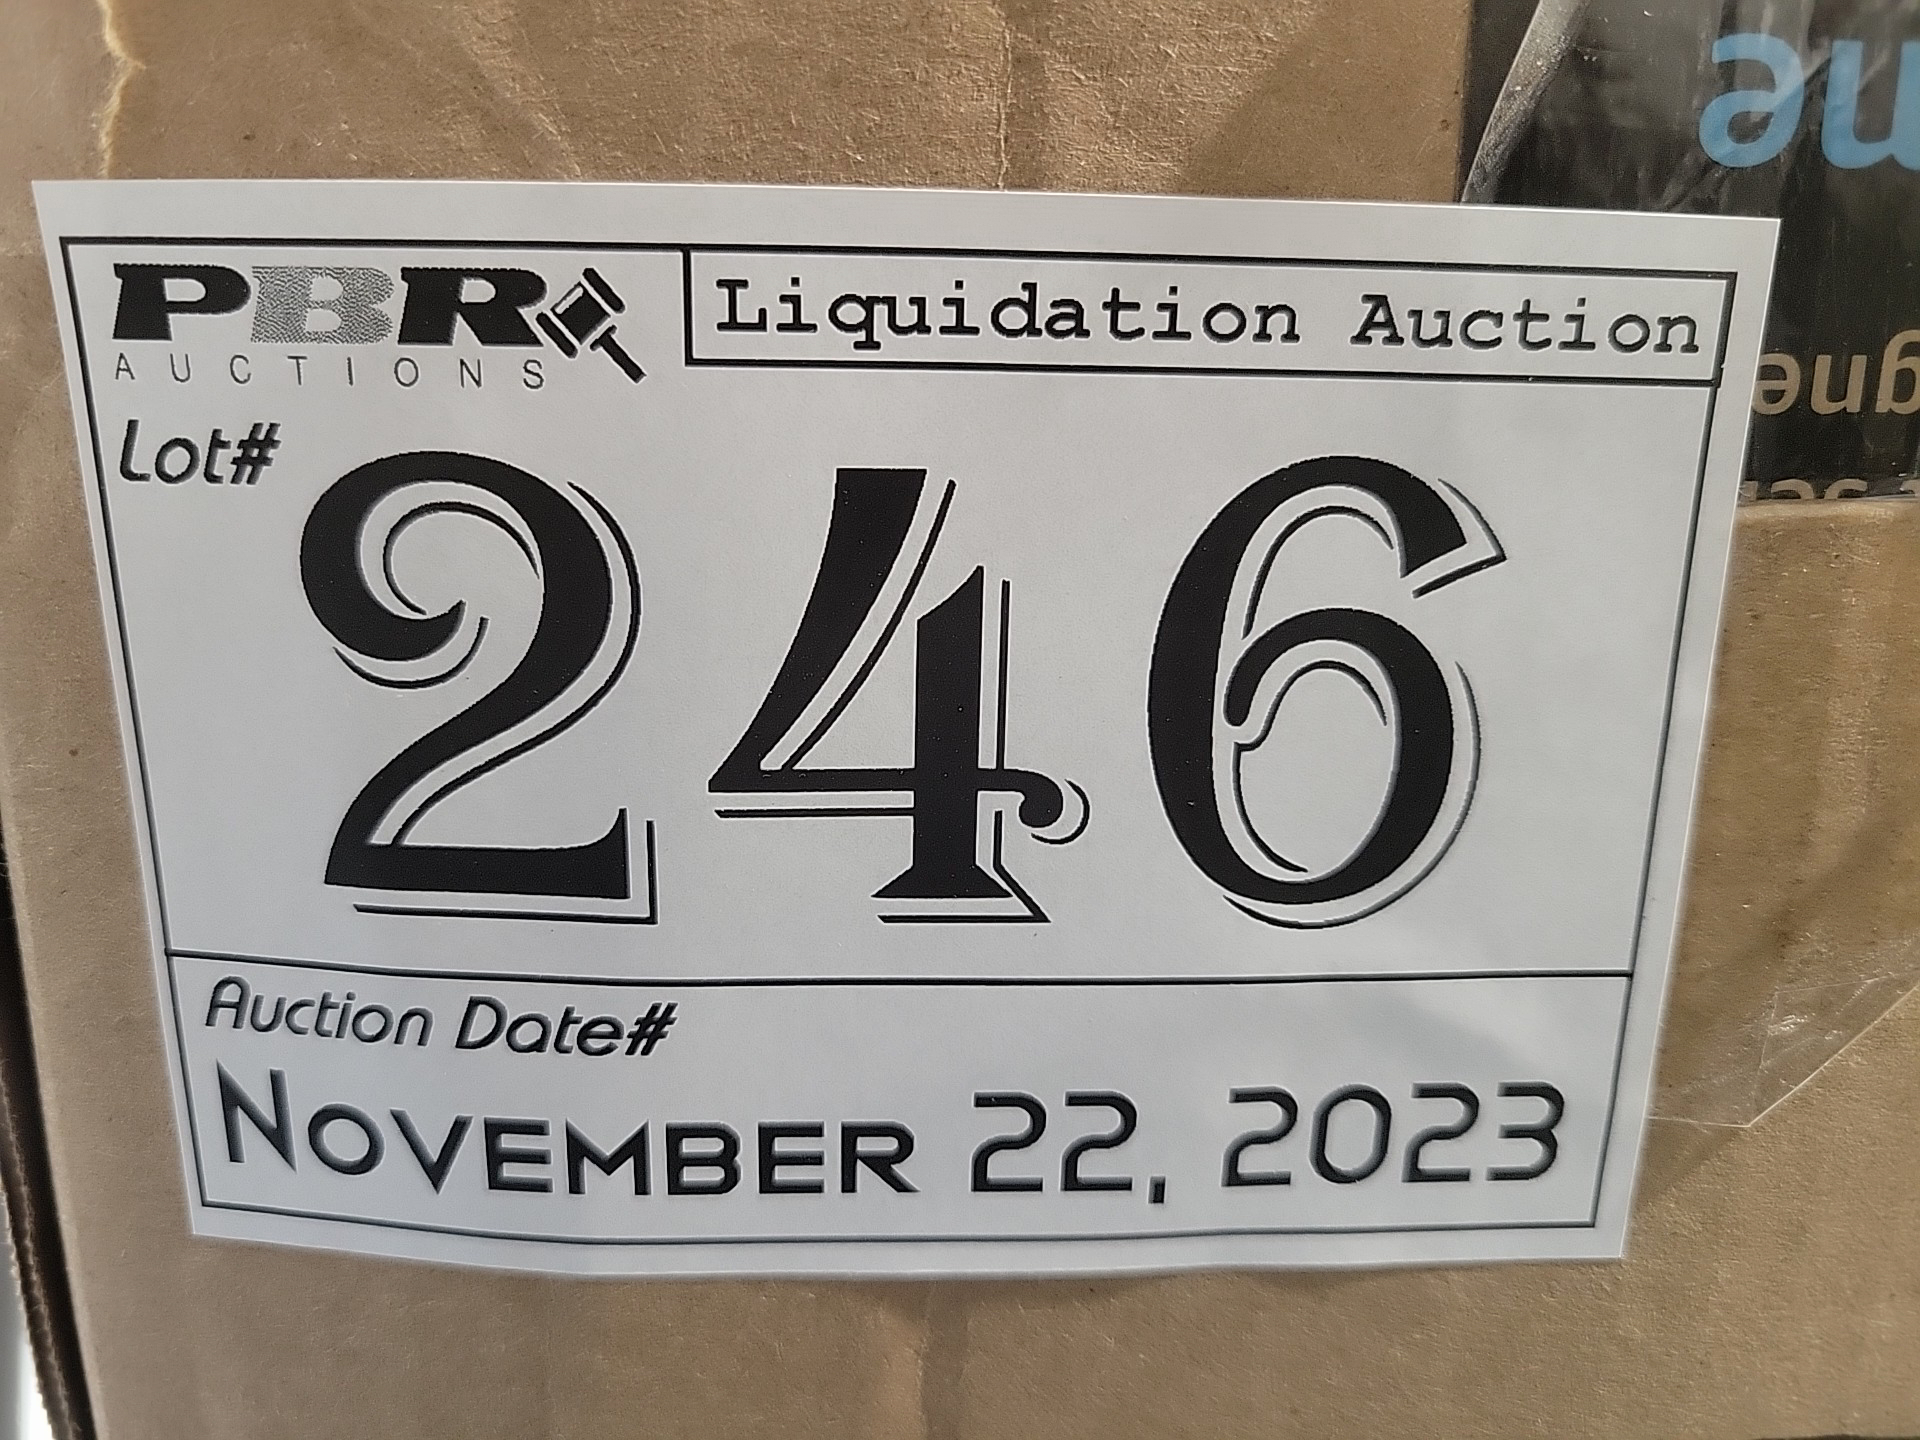 PBR
AUCTIONS
Liquidation Auction
Lot#
246
Auction Date#
NOVEMBER 22, 2023